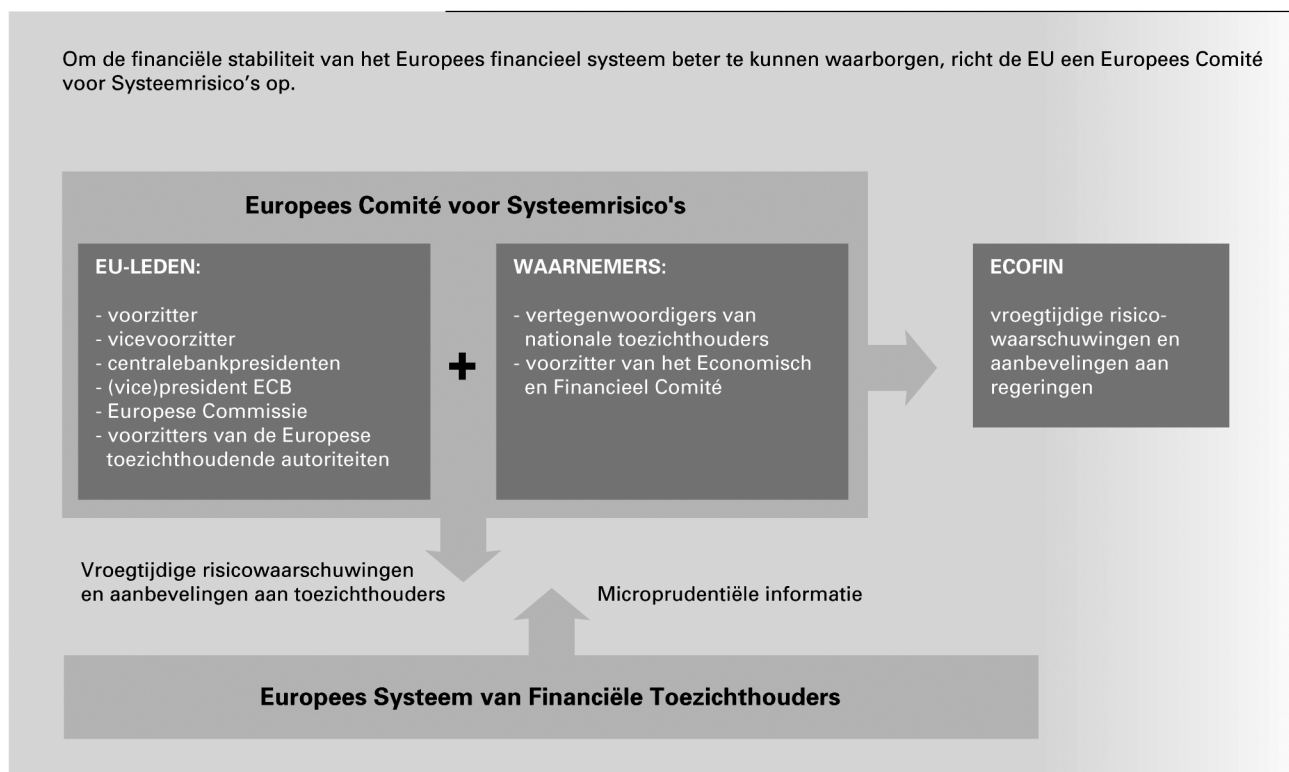 Om de financiële stabiliteit van het Europees financieel systeem beter te kunnen waarborgen, richt de EU een Europees Comité
voor Systeemrisico’s op.
Europees Comité voor Systeemrisico's
EU-LEDEN:
- voorzitter
- vicevoorzitter
- centralebankpresidenten
- (vice)president ECB
- Europese Commissie
- voorzitters van de Europese
toezichthoudende autoriteiten
+
WAARNEMERS:
- vertegenwoordigers van
nationale toezichthouders
- voorzitter van het Economisch
en Financieel Comité
ECOFIN
vroegtijdige risico-
waarschuwingen en
aanbevelingen aan
regeringen
Vroegtijdige risicowaarschuwingen
en aanbevelingen aan toezichthouders
Microprudentiële informatie
Europees Systeem van Financiële Toezichthouders